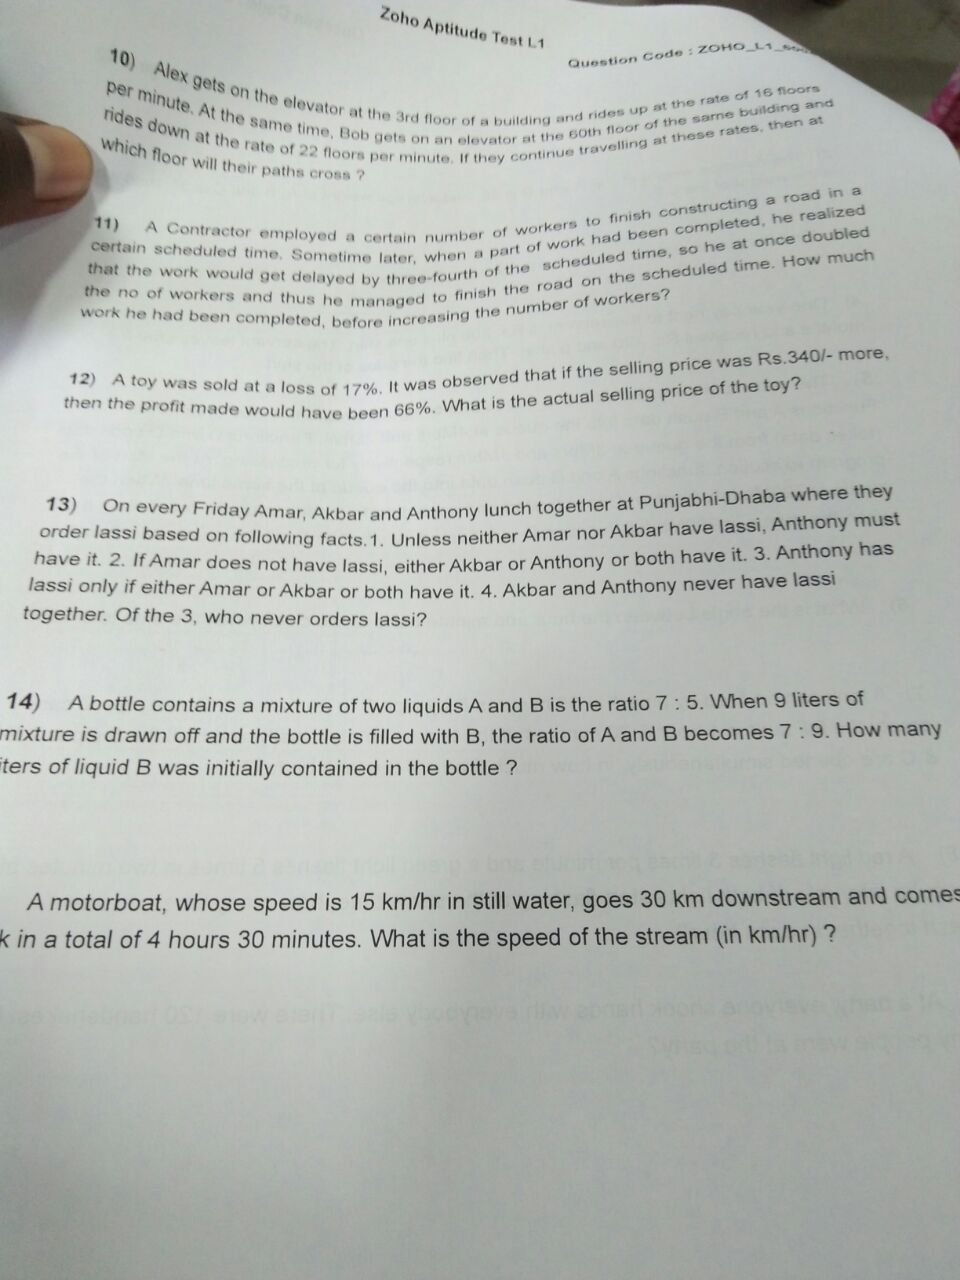 Zoho Aptitude Test L1
Question Code : ZOHO_L1_
10) Alex gets on the elevator at the 3rd floor of a building and rides up at the rate of 16 floors
per minute. At the same time, Bob gets on an elevator at the 60th floor of the same building and
rides down at the rate of 22 floors per minute. If they continue travelling at these rates, then at
which floor will their paths cross ?
11) A Contractor employed a certain number of workers to finish constructing a road in a
certain scheduled time. Sometime later, when a part of work had been completed, he realized
that the work would get delayed by three-fourth of the scheduled time, so he at once doubled
the no of workers and thus he managed to finish the road on the scheduled time. How much
work he had been completed, before increasing the number of workers?
12) A toy was sold at a loss of 17%. It was observed that if the selling price was Rs.340/- more,
then the profit made would have been 66%. What is the actual selling price of the toy?
13) On every Friday Amar, Akbar and Anthony lunch together at Punjabhi-Dhaba where they
order lassi based on following facts.1. Unless neither Amar nor Akbar have lassi, Anthony must
have it. 2. If Amar does not have lassi, either Akbar or Anthony or both have it. 3. Anthony has
lassi only if either Amar or Akbar or both have it. 4. Akbar and Anthony never have lassi
together. Of the 3, who never orders lassi?
14) A bottle contains a mixture of two liquids A and B is the ratio 7 : 5. When 9 liters of
mixture is drawn off and the bottle is filled with B, the ratio of A and B becomes 7 : 9. How many
iters of liquid B was initially contained in the bottle ?
A motorboat, whose speed is 15 km/hr in still water, goes 30 km downstream and comes
k in a total of 4 hours 30 minutes. What is the speed of the stream (in km/hr) ?